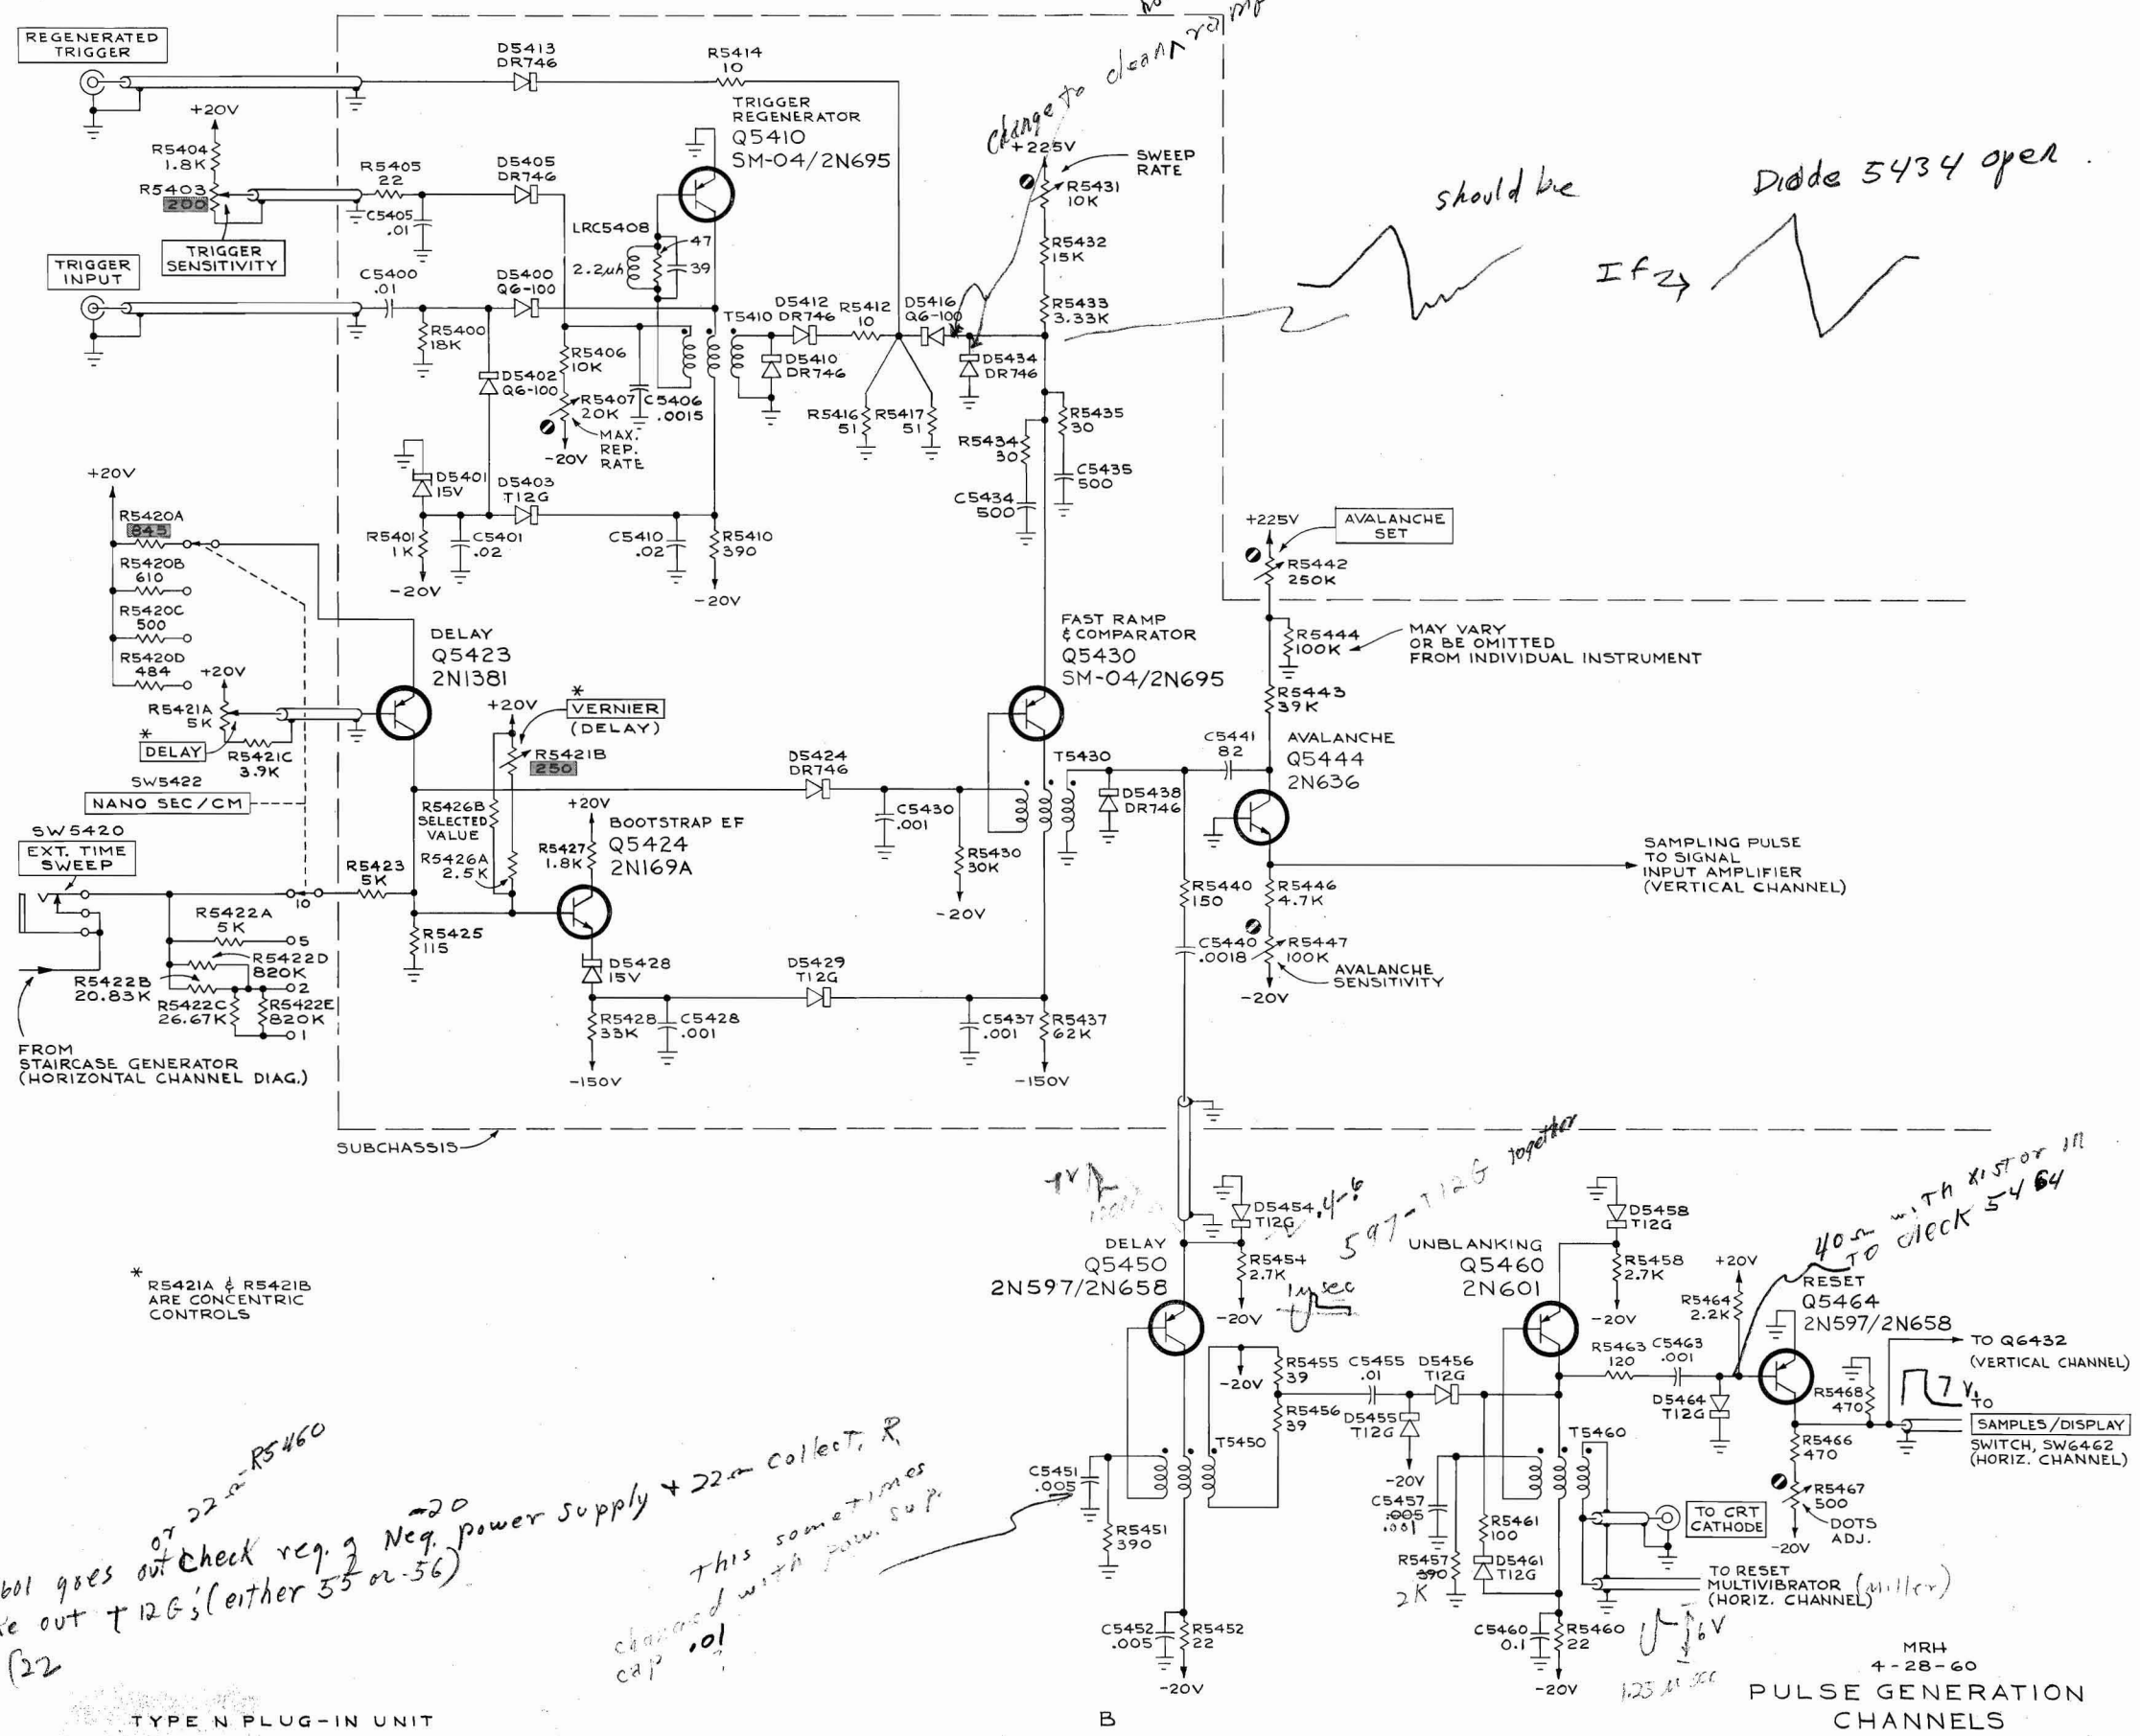 REGENERATED
TRIGGER
D5413
DR746
R5414
10
change to clean ramp
+20V
R5404
1.8K
R5403
200
TRIGGER
SENSITIVITY
R5405
22
C5405
.01
D5405
DR746
TRIGGER
REGENERATOR
Q5410
SM-04/2N695
LRC5408
47
2.2µh
39
+225V
SWEEP
RATE
R5431
10K
R5432
15K
R5433
3.33K
should be
If
Diode 5434 open.
TRIGGER
INPUT
C5400
.01
R5400
18K
D5400
Q6-100
D5402
Q6-100
R5406
10K
R5407
20K
MAX.
REP.
RATE
-20V
C5406
.0015
T5410
D5412
DR746
R5412
10
D5410
DR746
D5416
Q6-100
D5434
DR746
R5416
51
R5417
51
R5434
30
R5435
30
C5434
500
C5435
500
D5401
15V
D5403
T12G
R5401
1K
C5401
.02
-20V
C5410
.02
R5410
390
-20V
+20V
R5420A
845
R5420B
610
R5420C
500
R5420D
484
+20V
R5421A
5K
*
DELAY
R5421C
3.9K
SW5422
NANO SEC/CM
DELAY
Q5423
2N1381
*
VERNIER
(DELAY)
+20V
R5421B
250
R5426B
SELECTED
VALUE
R5426A
2.5K
+20V
R5427
1.8K
BOOTSTRAP EF
Q5424
2N169A
D5424
DR746
C5430
.001
R5430
30K
-20V
FAST RAMP
& COMPARATOR
Q5430
SM-04/2N695
T5430
D5438
DR746
+225V
AVALANCHE
SET
R5442
250K
R5444
100K
MAY VARY
OR BE OMITTED
FROM INDIVIDUAL INSTRUMENT
R5443
39K
C5441
82
AVALANCHE
Q5444
2N636
SAMPLING PULSE
TO SIGNAL
INPUT AMPLIFIER
(VERTICAL CHANNEL)
R5440
150
C5440
.0018
R5446
4.7K
R5447
100K
AVALANCHE
SENSITIVITY
-20V
SW5420
EXT. TIME
SWEEP
10
R5423
5K
R5425
115
R5422A
5K
5
R5422D
820K
R5422B
20.83K
2
R5422C
26.67K
R5422E
820K
1
FROM
STAIRCASE GENERATOR
(HORIZONTAL CHANNEL DIAG.)
D5428
15V
R5428
33K
C5428
.001
-150V
D5429
T12G
C5437
.001
R5437
62K
-150V
SUBCHASSIS
*
R5421A & R5421B
ARE CONCENTRIC
CONTROLS
D5454
T12G
.4-6
597-T12G together
DELAY
Q5450
2N597/2N658
R5454
2.7K
-20V
1µsec
UNBLANKING
Q5460
2N601
D5458
T12G
R5458
2.7K
-20V
40Ω with xistor in
TO check 5464
+20V
R5464
2.2K
RESET
Q5464
2N597/2N658
TO Q6432
(VERTICAL CHANNEL)
-20V
R5455
39
C5455
.01
D5456
T12G
R5456
39
D5455
T12G
-20V
R5463
120
C5463
.001
D5464
T12G
R5468
470
7 V.
TO
SAMPLES/DISPLAY
SWITCH, SW6462
(HORIZ. CHANNEL)
R5466
470
R5467
500
DOTS
ADJ.
-20V
C5451
.005
R5451
390
T5450
C5452
.005
R5452
22
-20V
C5457
.005
.001
R5457
390
2K
R5461
100
D5461
T12G
T5460
TO CRT
CATHODE
TO RESET
MULTIVIBRATOR (Miller)
(HORIZ. CHANNEL)
C5460
0.1
R5460
22
-20V
6V
1.25 µ sec
or 22Ω-R5460
goes out check reg. of Neg. -20 power supply + 22Ω collect. R
out T12G's (either 55 or -56)
(22
This sometimes
changed with pow. sup.
cap .01
?
MRH
4-28-60
TYPE N PLUG-IN UNIT
B
PULSE GENERATION
CHANNELS